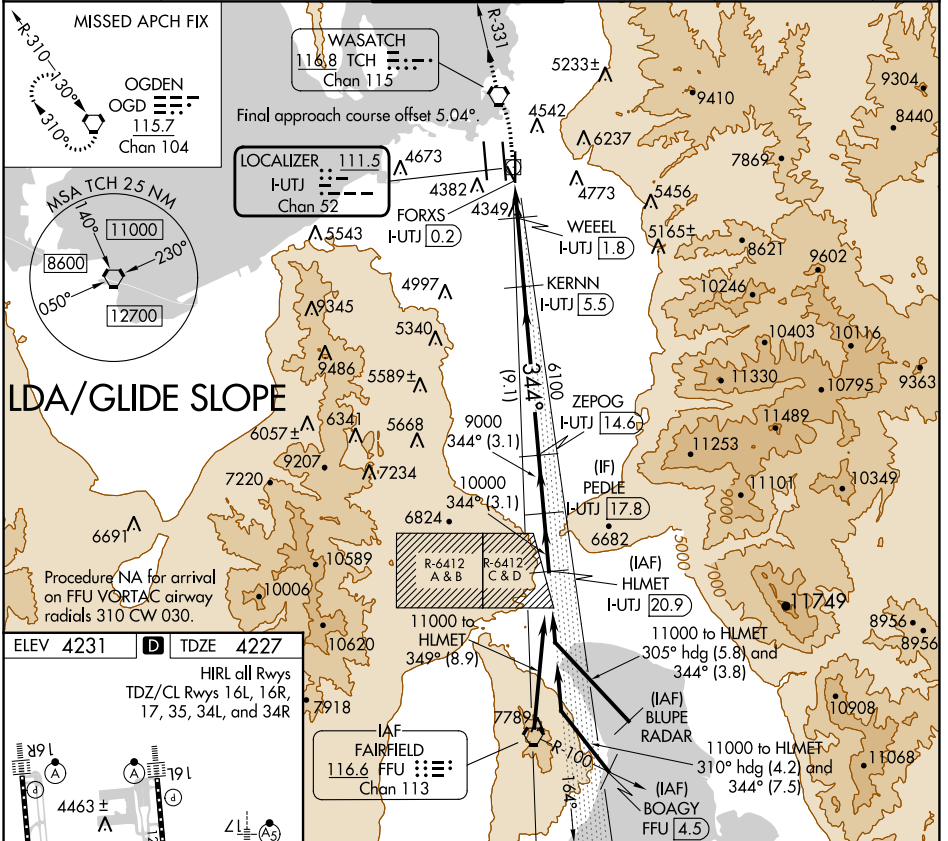 MISSED APCH FIX
R-310
130°
310°
OGDEN
OGD
115.7
Chan 104
R-331
WASATCH
116.8 TCH
Chan 115
Final approach course offset 5.04°.
LOCALIZER 111.5
I-UTJ
Chan 52
MSA TCH 25 NM
140°
11000
230°
8600
050°
12700
5233±
9410
9304
8440
4542
6237
7869
4673
4382
4349
4773
5456
5165±
FORXS
I-UTJ 0.2
WEEEL
I-UTJ 1.8
KERNN
I-UTJ 5.5
5543
8621
9602
4997
10246
9345
5340
10403
10116
9486
5589±
344°
6100
(9.1)
11330
10795
9363
LDA/GLIDE SLOPE
ZEPOG
I-UTJ 14.6
9000
344° (3.1)
11489
6057±
6341
5668
11253
9207
7234
7220
10000
344° (3.1)
(IF)
PEDLE
I-UTJ 17.8
11101
10349
9000
6824
6682
5000
7000
6691
R-6412
A & B
R-6412
C & D
(IAF)
HLMET
I-UTJ 20.9
10589
11749
Procedure NA for arrival
on FFU VORTAC airway
radials 310 CW 030.
10006
10620
11000 to
HLMET
349° (8.9)
11000 to HLMET
305° hdg (5.8) and
344° (3.8)
8956
8956
ELEV 4231
D
TDZE 4227
HIRL all Rwys
TDZ/CL Rwys 16L, 16R,
17, 35, 34L, and 34R
7918
7789
(IAF)
BLUPE
RADAR
10908
IAF
FAIRFIELD
116.6 FFU
Chan 113
R-100
164°
11000 to HLMET
310° hdg (4.2) and
344° (7.5)
11068
(IAF)
BOAGY
FFU 4.5
16R
A
P
A
16L
P
4463 ±
17
A5
12